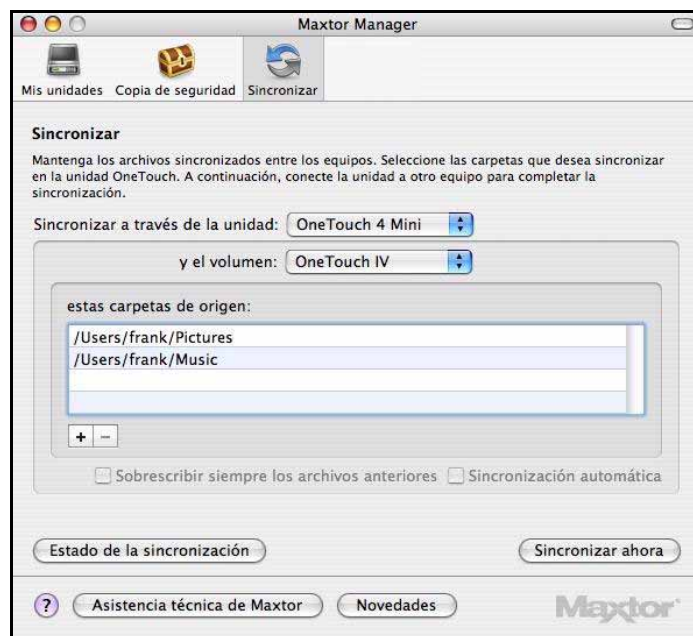 Maxtor Manager
Mis unidades
Copia de seguridad
Sincronizar
Sincronizar
Mantenga los archivos sincronizados entre los equipos. Seleccione las carpetas que desea sincronizar
en la unidad OneTouch. A continuación, conecte la unidad a otro equipo para completar la
sincronización.
Sincronizar a través de la unidad: OneTouch 4 Mini
y el volumen: OneTouch IV
estas carpetas de origen:
/Users/frank/Pictures
/Users/frank/Music
+ −
Sobrescribir siempre los archivos anteriores Sincronización automática
Estado de la sincronización Sincronizar ahora
? Asistencia técnica de Maxtor Novedades Maxtor